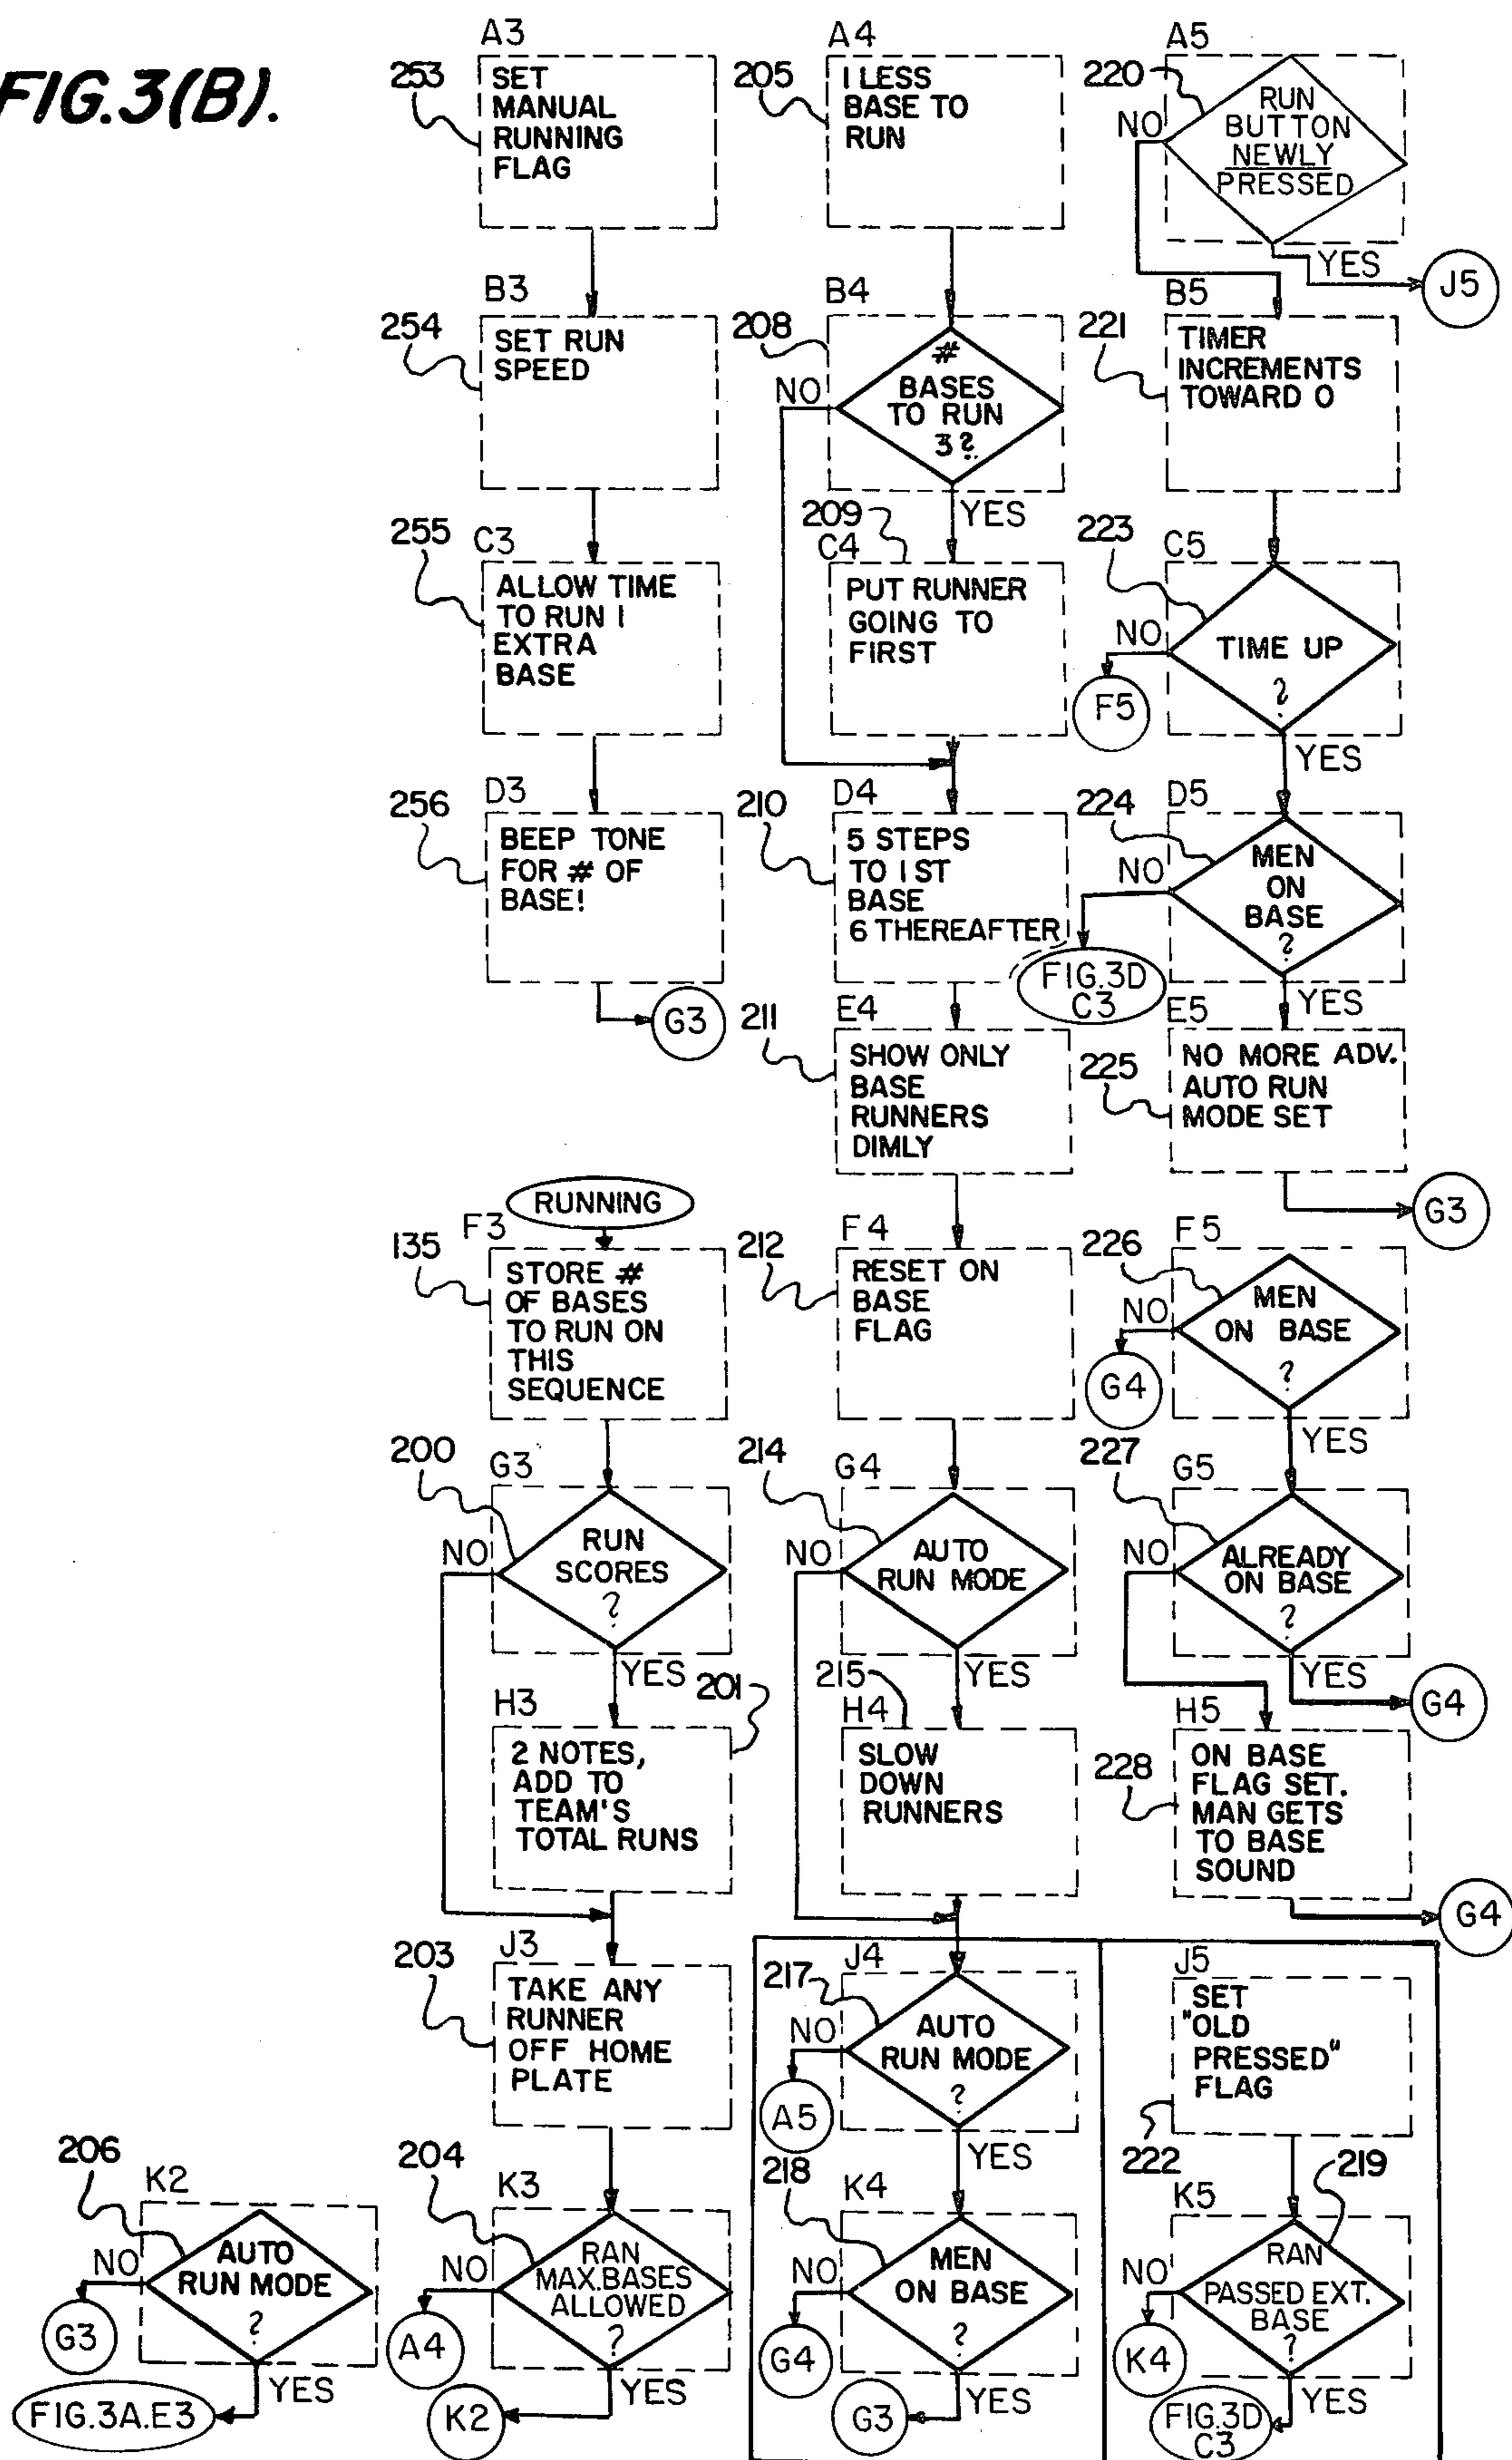 FIG.3(B).
A3
253
SET
MANUAL
RUNNING
FLAG
B3
254
SET RUN
SPEED
255
C3
ALLOW TIME
TO RUN 1
EXTRA
BASE
256
D3
BEEP TONE
FOR # OF
BASE!
G3
RUNNING
F3
135
STORE #
OF BASES
TO RUN ON
THIS
SEQUENCE
200
G3
RUN
SCORES
?
NO
YES
201
H3
2 NOTES,
ADD TO
TEAM'S
TOTAL RUNS
203
J3
TAKE ANY
RUNNER
OFF HOME
PLATE
204
K3
RAN
MAX.BASES
ALLOWED
?
NO
A4
YES
K2
206
K2
AUTO
RUN MODE
?
NO
G3
YES
FIG.3A.E3
A4
205
1 LESS
BASE TO
RUN
B4
208
#
BASES
TO RUN
3?
NO
YES
209
C4
PUT RUNNER
GOING TO
FIRST
210
D4
5 STEPS
TO 1ST
BASE
6 THEREAFTER
211
E4
SHOW ONLY
BASE
RUNNERS
DIMLY
212
F4
RESET ON
BASE
FLAG
214
G4
AUTO
RUN MODE
NO
YES
215
H4
SLOW
DOWN
RUNNERS
217
J4
AUTO
RUN MODE
?
NO
A5
YES
218
K4
MEN
ON BASE
?
NO
G4
YES
G3
A5
220
RUN
BUTTON
NEWLY
PRESSED
NO
YES
J5
B5
221
TIMER
INCREMENTS
TOWARD 0
223
C5
TIME UP
?
NO
F5
YES
224
D5
MEN
ON
BASE
?
NO
FIG.3D
C3
YES
E5
225
NO MORE ADV.
AUTO RUN
MODE SET
G3
226
F5
MEN
ON BASE
?
NO
G4
YES
227
G5
ALREADY
ON BASE
?
NO
YES
G4
H5
228
ON BASE
FLAG SET.
MAN GETS
TO BASE
SOUND
G4
J5
SET
"OLD
PRESSED"
FLAG
222
219
K5
RAN
PASSED EXT.
BASE
?
NO
K4
YES
FIG.3D
C3